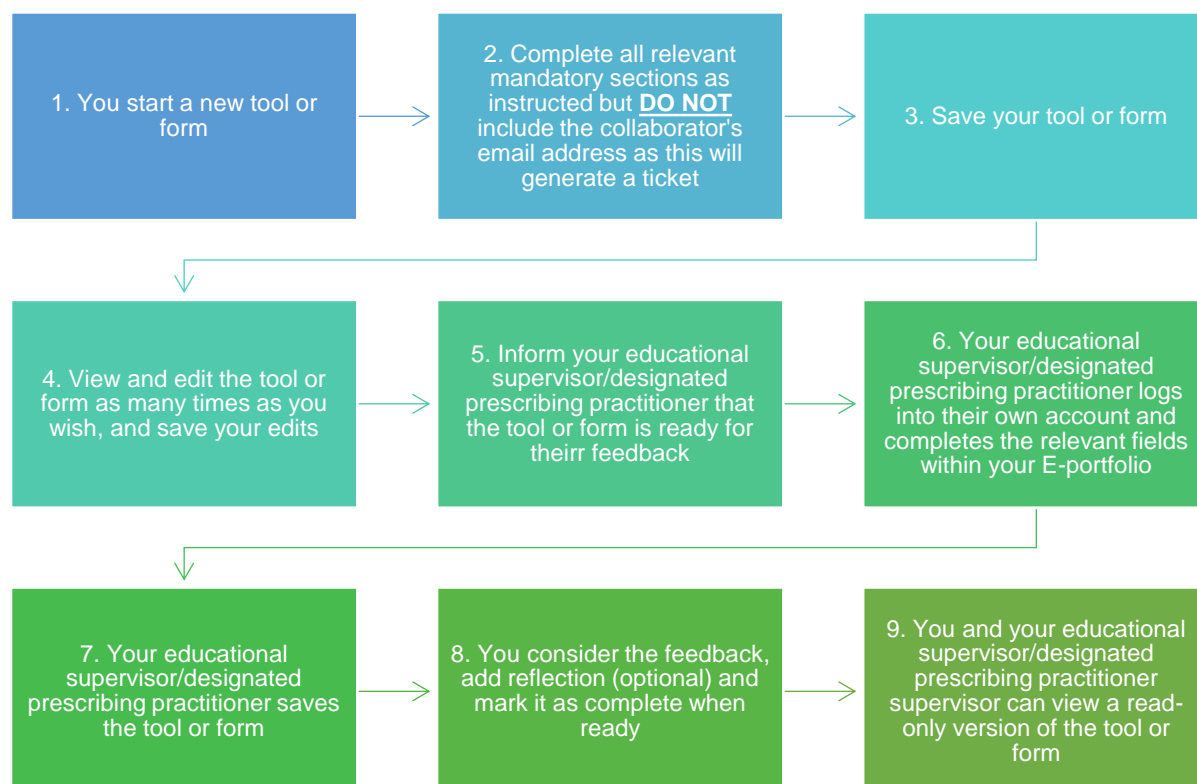 1. You start a new tool or
form
2. Complete all relevant
mandatory sections as
instructed but DO NOT
include the collaborator's
email address as this will
generate a ticket
3. Save your tool or form
4. View and edit the tool or
form as many times as you
wish, and save your edits
5. Inform your educational
supervisor/designated
prescribing practitioner that
the tool or form is ready for
theirr feedback
6. Your educational
supervisor/designated
prescribing practitioner logs
into their own account and
completes the relevant fields
within your E-portfolio
7. Your educational
supervisor/designated
prescribing practitioner saves
the tool or form
8. You consider the feedback,
add reflection (optional) and
mark it as complete when
ready
9. You and your educational
supervisor/designated
prescribing practitioner
supervisor can view a read-
only version of the tool or
form